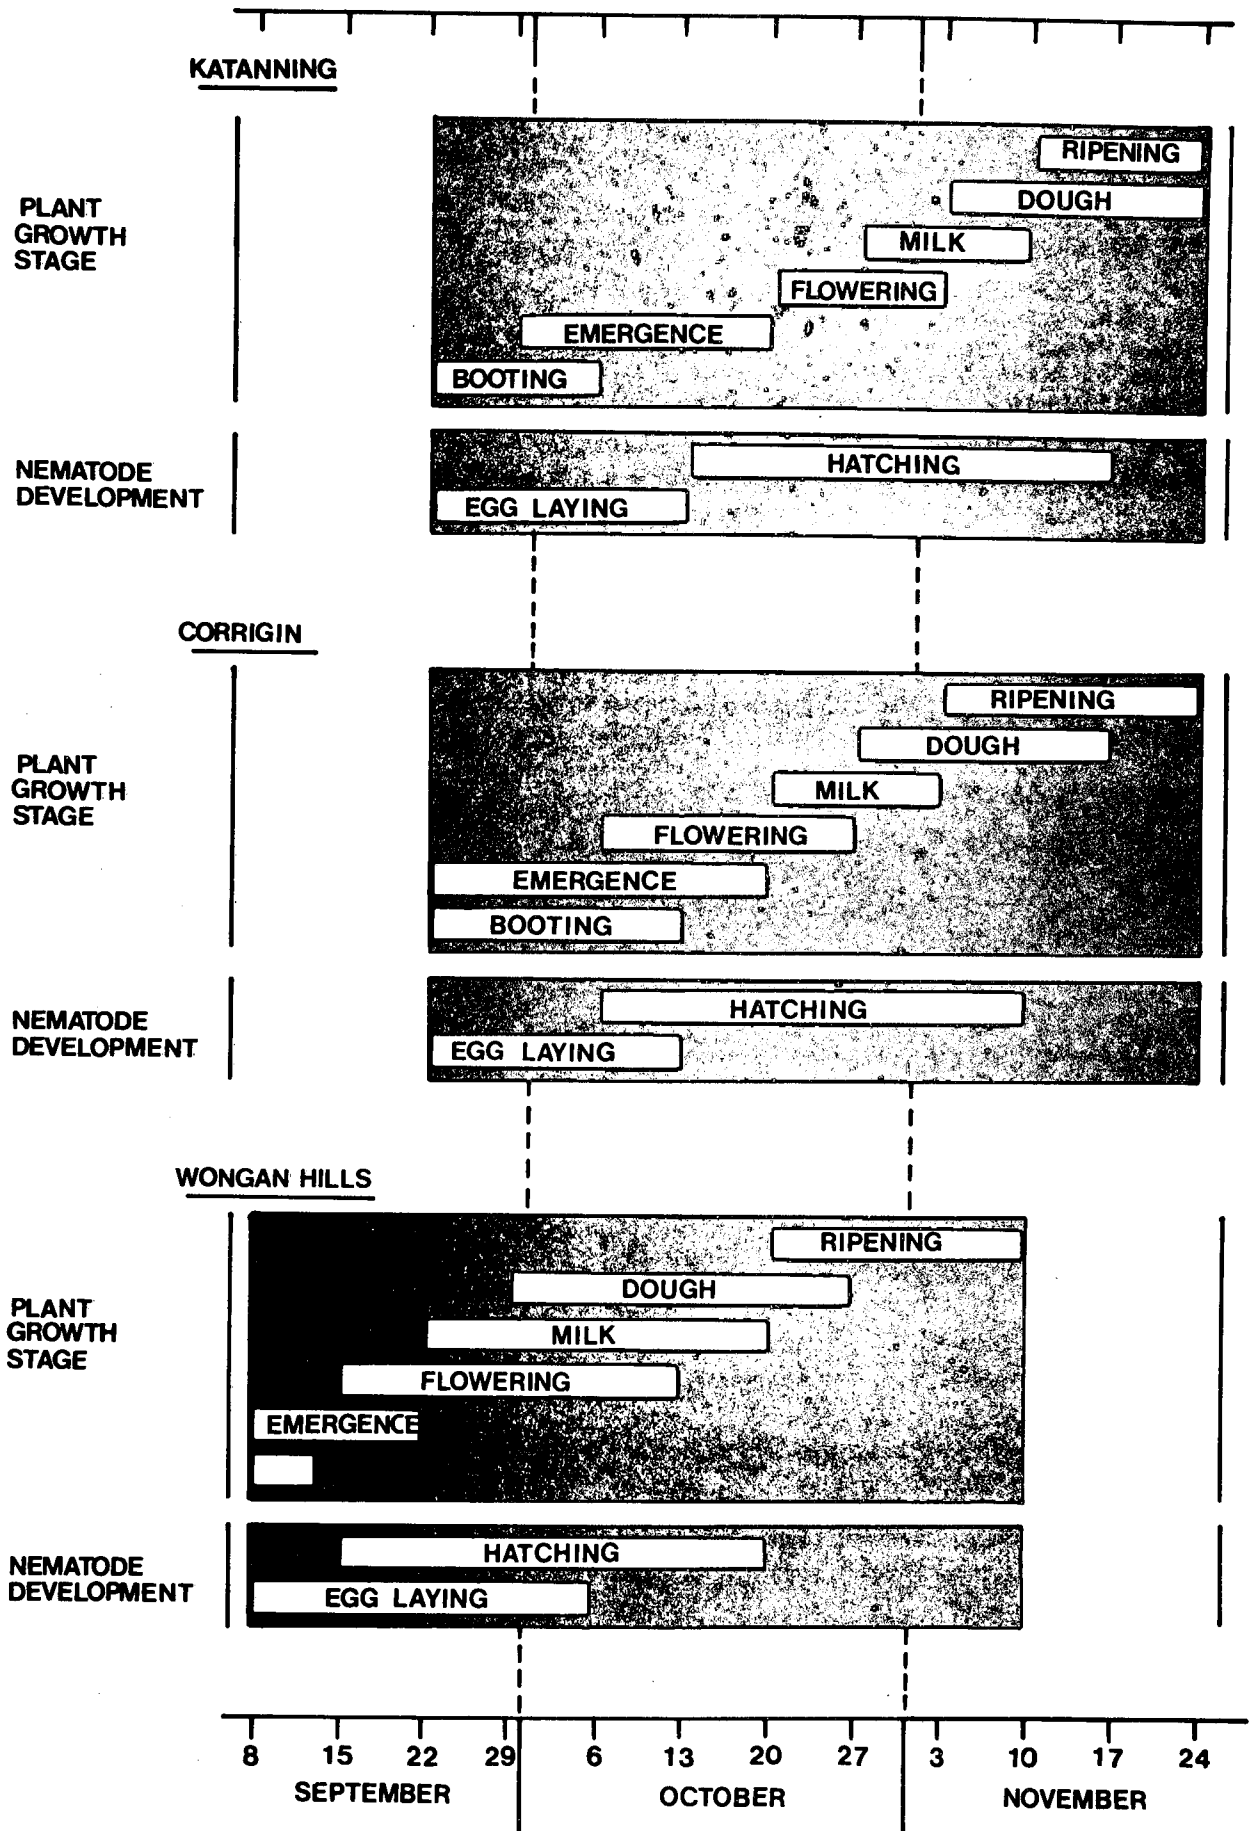 KATANNING
PLANT
GROWTH
STAGE
RIPENING
DOUGH
MILK
FLOWERING
EMERGENCE
BOOTING
NEMATODE
DEVELOPMENT
HATCHING
EGG LAYING
CORRIGIN
PLANT
GROWTH
STAGE
RIPENING
DOUGH
MILK
FLOWERING
EMERGENCE
BOOTING
NEMATODE
DEVELOPMENT
HATCHING
EGG LAYING
WONGAN HILLS
PLANT
GROWTH
STAGE
RIPENING
DOUGH
MILK
FLOWERING
EMERGENCE
NEMATODE
DEVELOPMENT
HATCHING
EGG LAYING
8 15 22 29 6 13 20 27 3 10 17 24
SEPTEMBER OCTOBER NOVEMBER